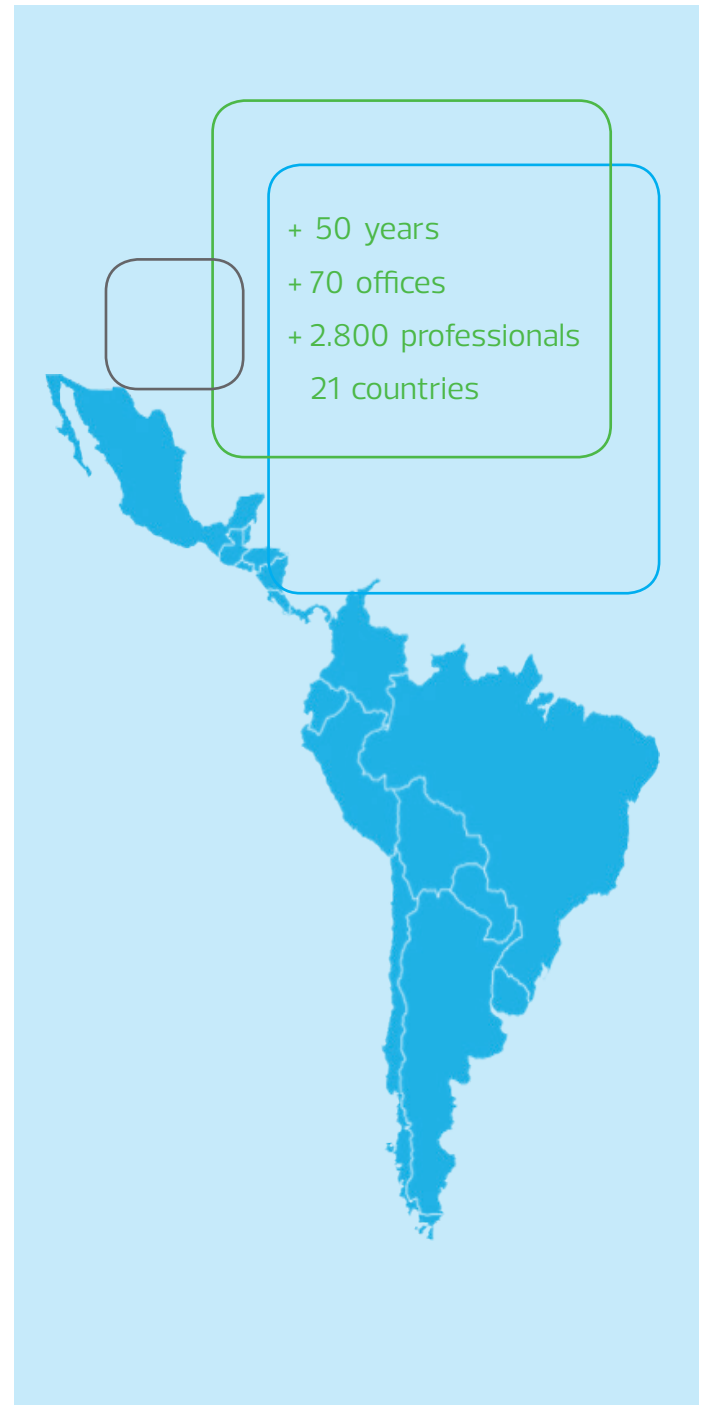 + 50 years
+ 70 offices
+ 2.800 professionals
21 countries